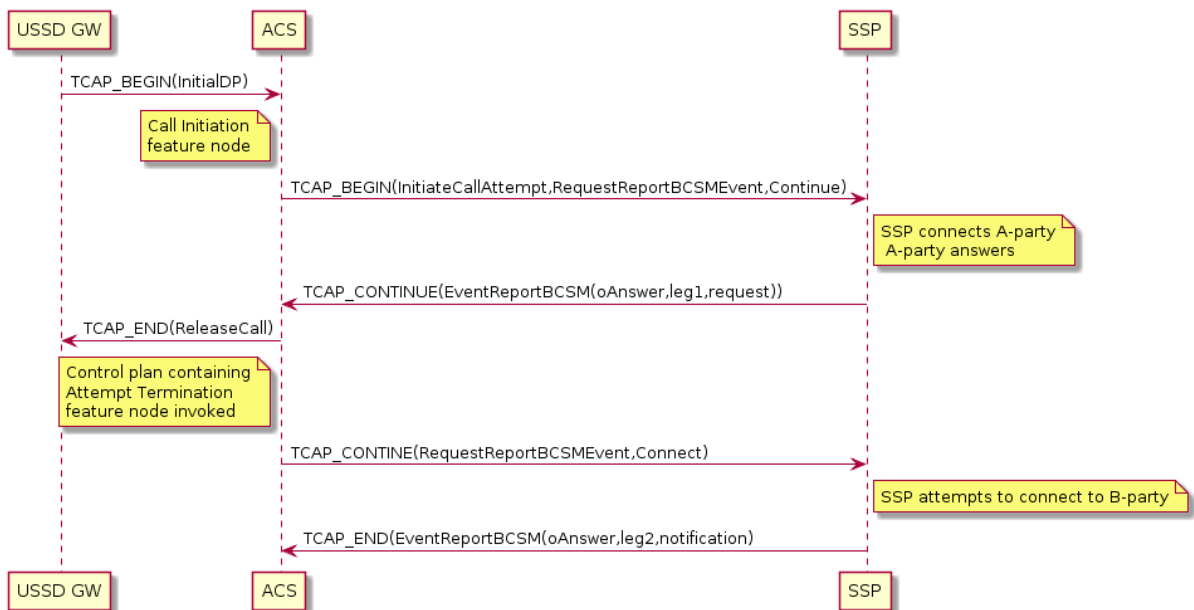 USSD GW
ACS
SSP
TCAP_BEGIN(InitialDP)
Call Initiation
feature node
TCAP_BEGIN(InitiateCallAttempt,RequestReportBCSMEvent,Continue)
SSP connects A-party
A-party answers
TCAP_CONTINUE(EventReportBCSM(oAnswer,leg1,request))
TCAP_END(ReleaseCall)
Control plan containing
Attempt Termination
feature node invoked
TCAP_CONTINE(RequestReportBCSMEvent,Connect)
SSP attempts to connect to B-party
TCAP_END(EventReportBCSM(oAnswer,leg2,notification)
USSD GW
ACS
SSP